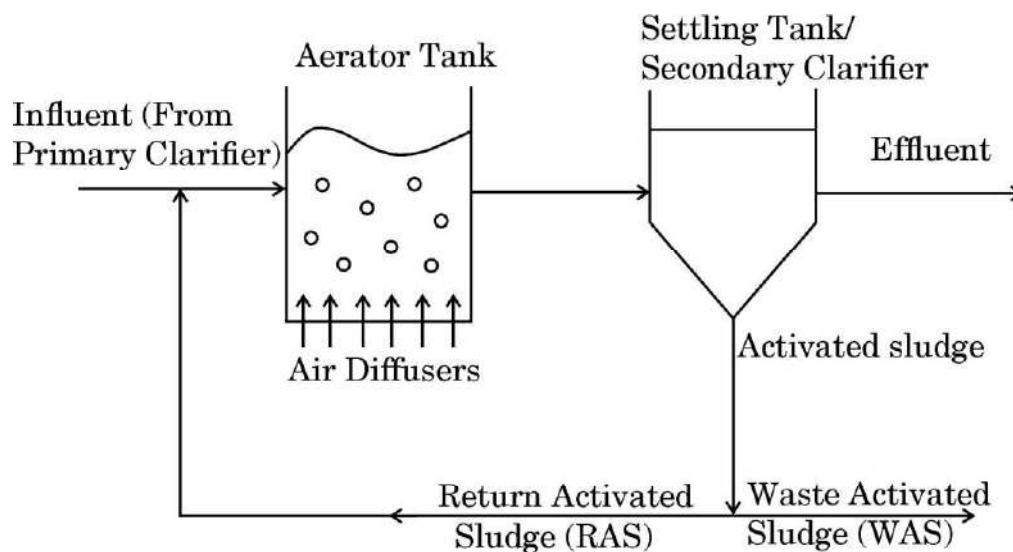 Aerator Tank
Settling Tank/
Secondary Clarifier
Influent (From
Primary Clarifier)
Effluent
Air Diffusers
Activated sludge
Return Activated
Sludge (RAS)
Waste Activated
Sludge (WAS)